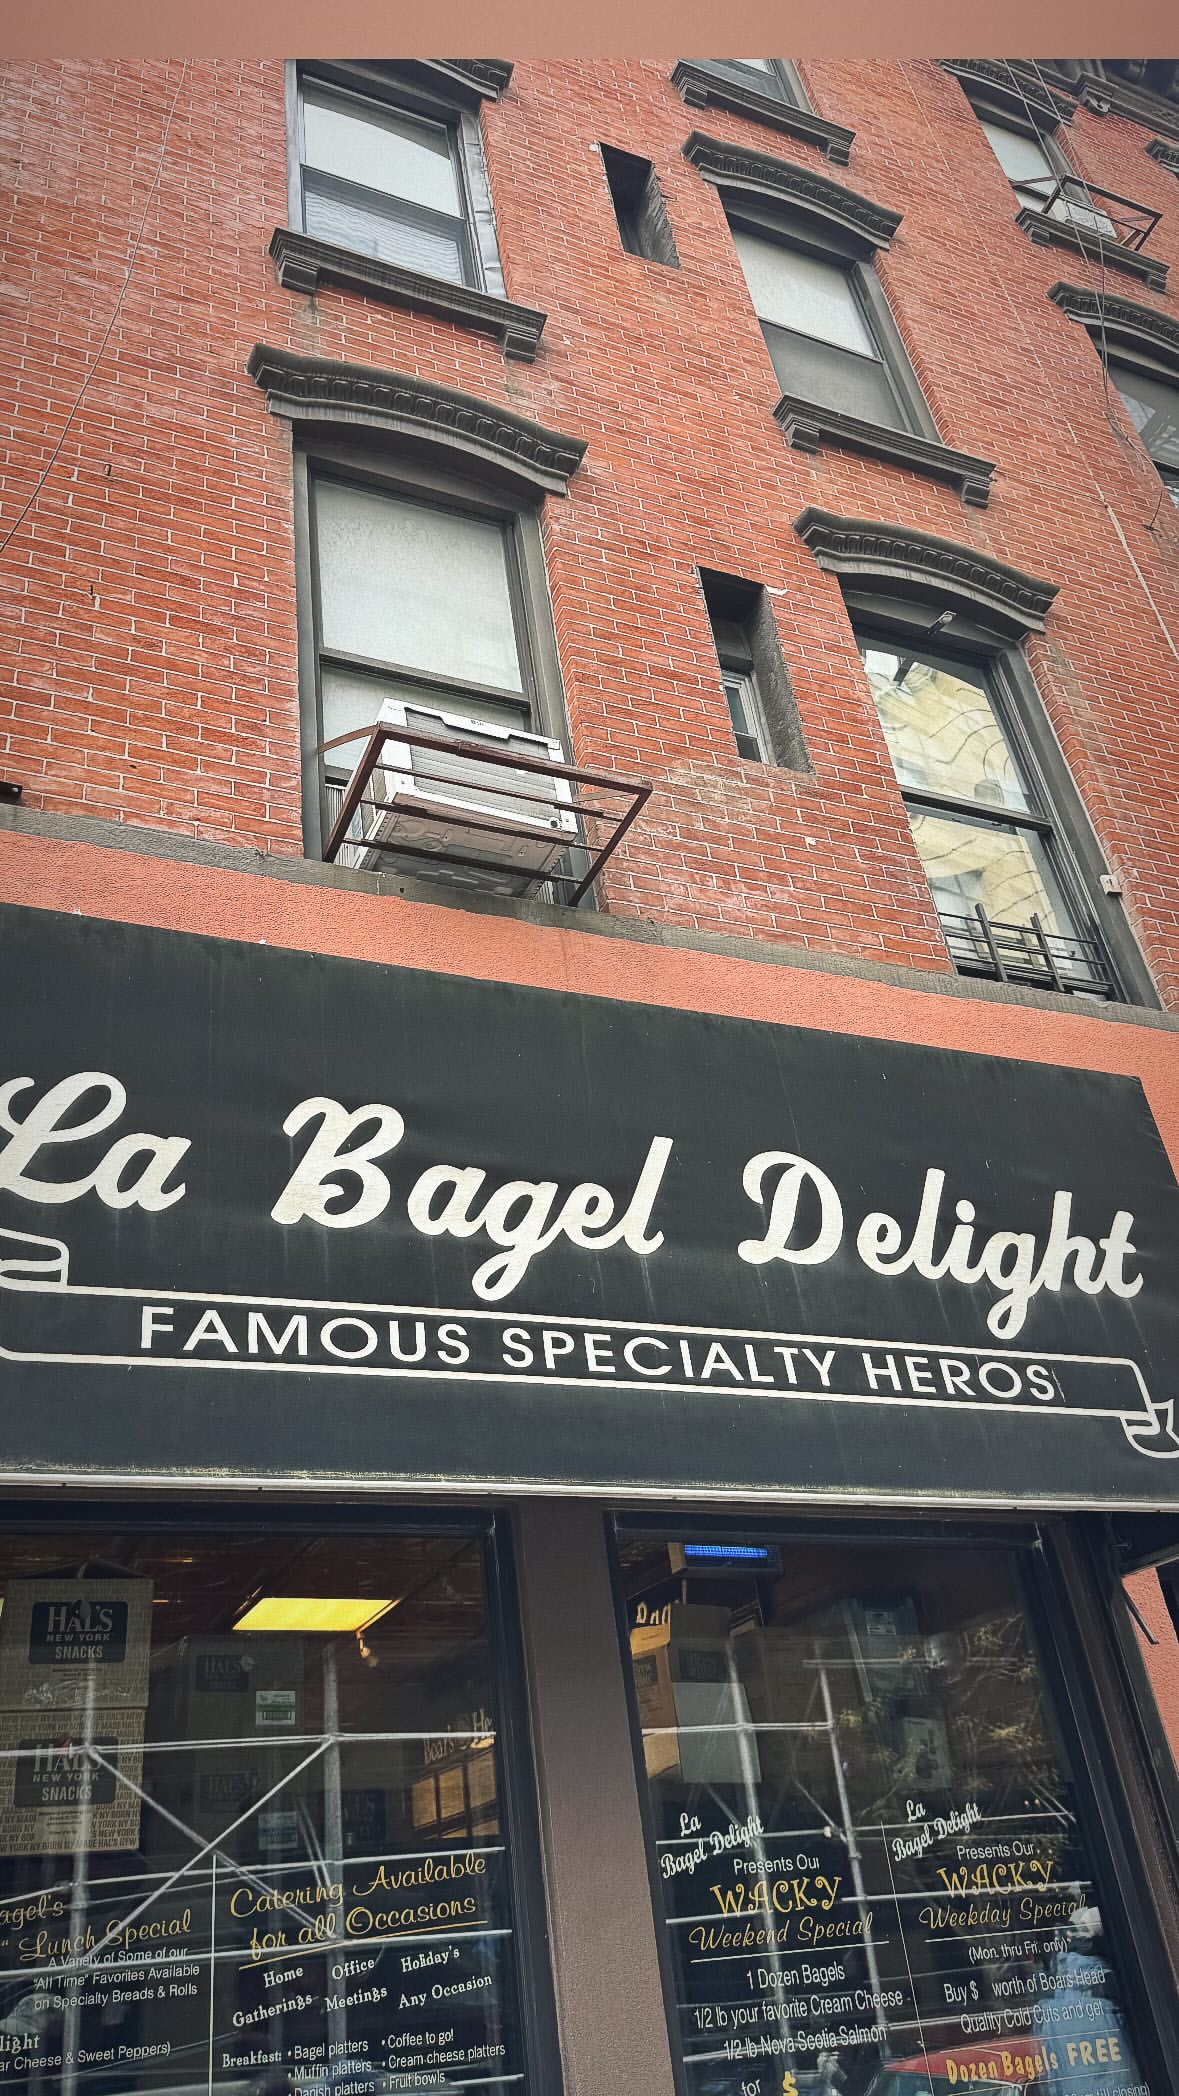 La Bagel Delight
FAMOUS SPECIALTY HEROS
HAL'S
NEW YORK
SNACKS
HAL'S
NEW YORK
SNACKS
HAL'S
Boar's He
agel's
Lunch Special
A Variety of Some of our
"All Time" Favorites Available
on Specialty Breads & Rolls
light
ar Cheese & Sweet Peppers)
Catering Available
for all Occasions
Home Office Holiday's
Gatherings Meetings Any Occasion
Breakfast: • Bagel platters • Coffee to go!
• Muffin platters • Cream cheese platters
Danish platters • Fruit bowls
La
Bagel Delight
Presents Our
WACKY
Weekend Special
1 Dozen Bagels
1/2 lb your favorite Cream Cheese
1/2 lb Nova Scotia Salmon
for $
La
Bagel Delight
Presents Our
WACKY
Weekday Special
(Mon. thru Fri. only)
Buy $ worth of Boars Head
Quality Cold Cuts and get
Dozen Bagels FREE